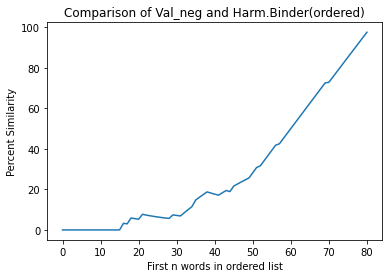 Comparison of Val_neg and Harm.Binder(ordered)
100
80
60
40
20
0
Percent Similarity
0 10 20 30 40 50 60 70 80
First n words in ordered list